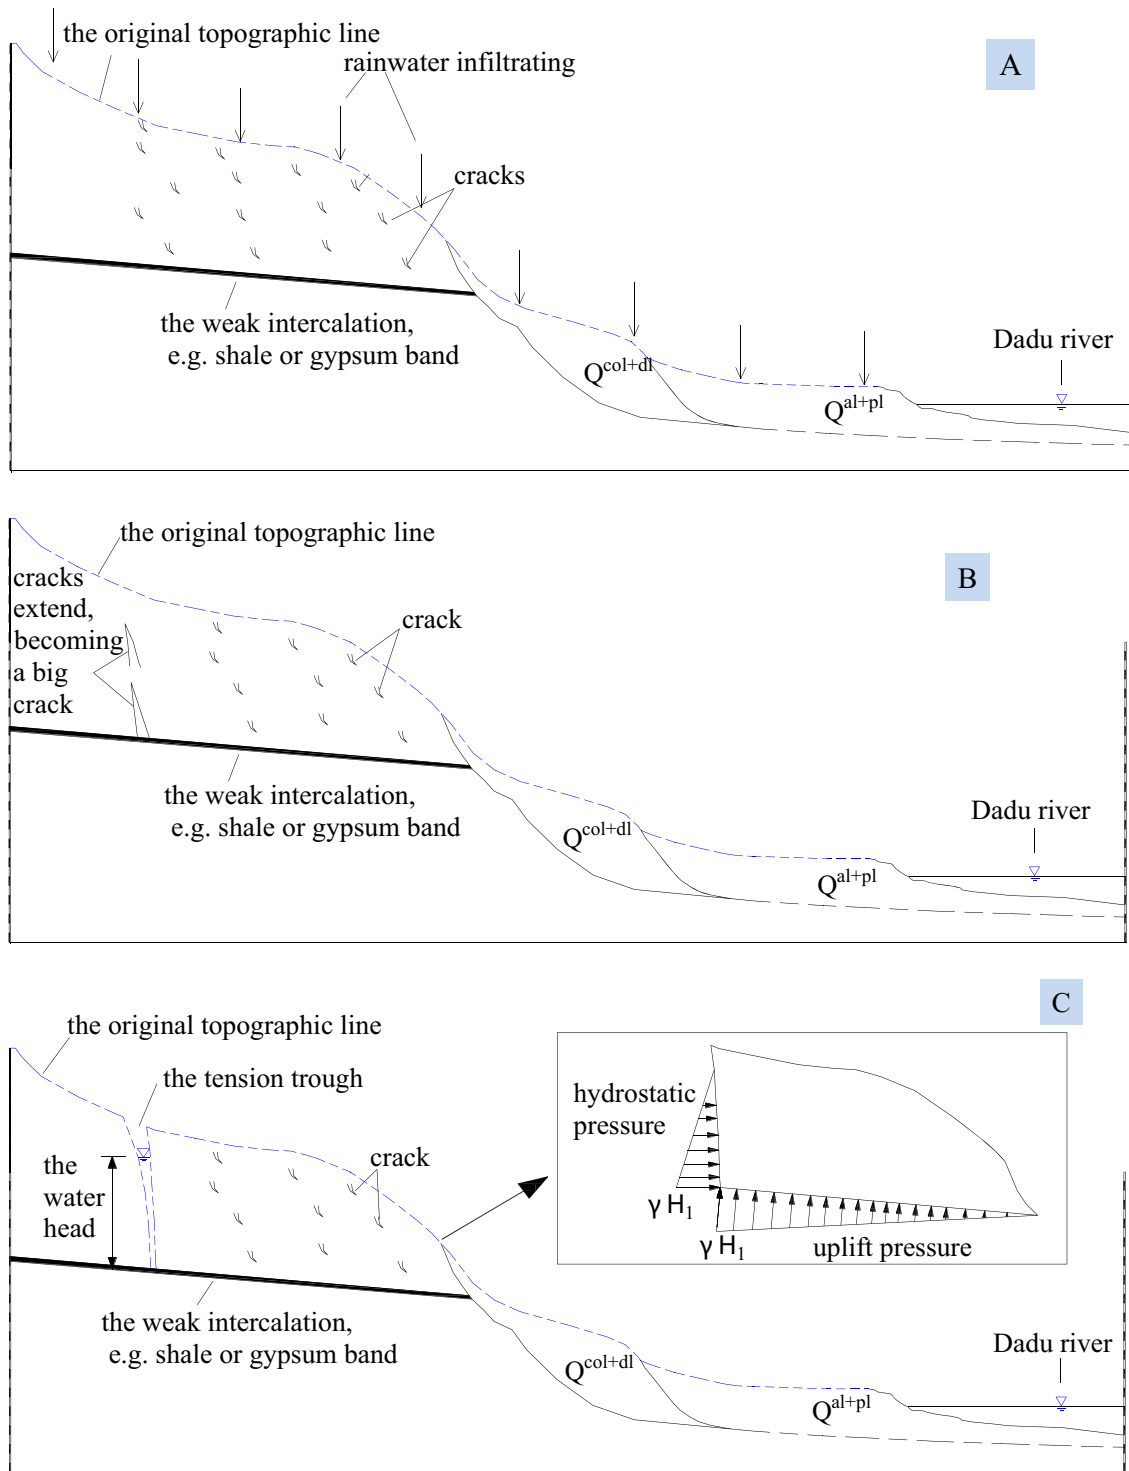 the original topographic line
rainwater infiltrating
A
cracks
the weak intercalation,
e.g. shale or gypsum band
Q^col+dl
Q^al+pl
Dadu river
the original topographic line
B
cracks
extend,
becoming
a big
crack
crack
the weak intercalation,
e.g. shale or gypsum band
Q^col+dl
Q^al+pl
Dadu river
C
the original topographic line
the tension trough
the
water
head
crack
hydrostatic
pressure
γ H₁
γ H₁
uplift pressure
the weak intercalation,
e.g. shale or gypsum band
Q^col+dl
Q^al+pl
Dadu river